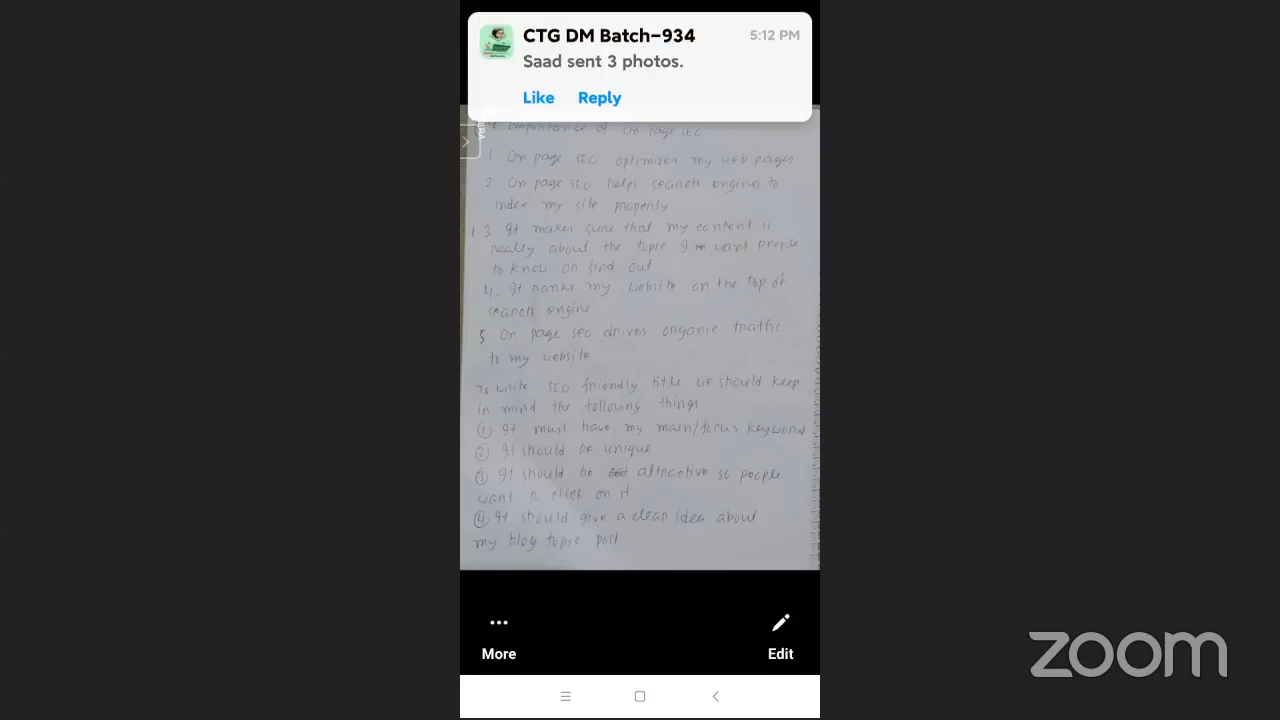 CTG DM Batch-934
5:12 PM
Saad sent 3 photos.
Like Reply
Importance of On page SEO
1 On page SEO optimizes my web pages
2 On page SEO helps search engines to
index my site properly
3. It makes sure that my content is
really about the topic I want people
to know or find out.
4. It ranks my website on the top of
search engine
5 On page seo drives organic traffic
to my website
To write SEO friendly title we should keep
in mind the following things
① It must have my main/focus keyword
② It should be unique
③ It should be attractive so people
want to click on it
④ It should give a clear idea about
my blog topic post
More
Edit
zoom